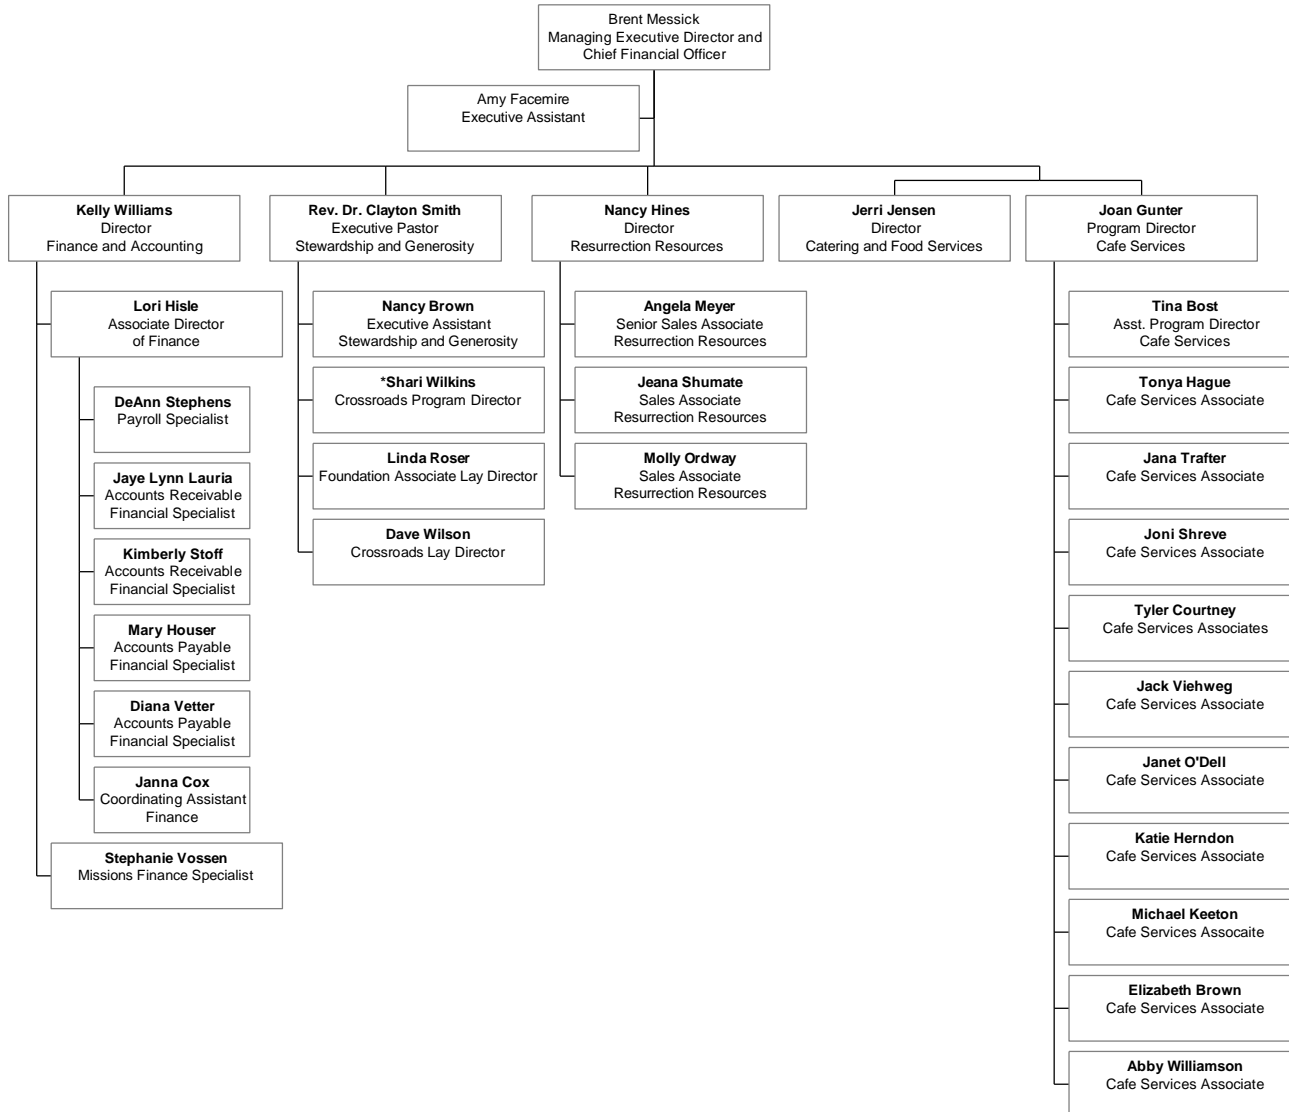 Brent Messick
Managing Executive Director and
Chief Financial Officer
Amy Facemire
Executive Assistant
Kelly Williams
Director
Finance and Accounting
Rev. Dr. Clayton Smith
Executive Pastor
Stewardship and Generosity
Nancy Hines
Director
Resurrection Resources
Jerri Jensen
Director
Catering and Food Services
Joan Gunter
Program Director
Cafe Services
Lori Hisle
Associate Director
of Finance
DeAnn Stephens
Payroll Specialist
Jaye Lynn Lauria
Accounts Receivable
Financial Specialist
Kimberly Stoff
Accounts Receivable
Financial Specialist
Mary Houser
Accounts Payable
Financial Specialist
Diana Vetter
Accounts Payable
Financial Specialist
Janna Cox
Coordinating Assistant
Finance
Stephanie Vossen
Missions Finance Specialist
Nancy Brown
Executive Assistant
Stewardship and Generosity
*Shari Wilkins
Crossroads Program Director
Linda Roser
Foundation Associate Lay Director
Dave Wilson
Crossroads Lay Director
Angela Meyer
Senior Sales Associate
Resurrection Resources
Jeana Shumate
Sales Associate
Resurrection Resources
Molly Ordway
Sales Associate
Resurrection Resources
Tina Bost
Asst. Program Director
Cafe Services
Tonya Hague
Cafe Services Associate
Jana Trafter
Cafe Services Associate
Joni Shreve
Cafe Services Associate
Tyler Courtney
Cafe Services Associates
Jack Viehweg
Cafe Services Associate
Janet O'Dell
Cafe Services Associate
Katie Herndon
Cafe Services Associate
Michael Keeton
Cafe Services Assocaite
Elizabeth Brown
Cafe Services Associate
Abby Williamson
Cafe Services Associate